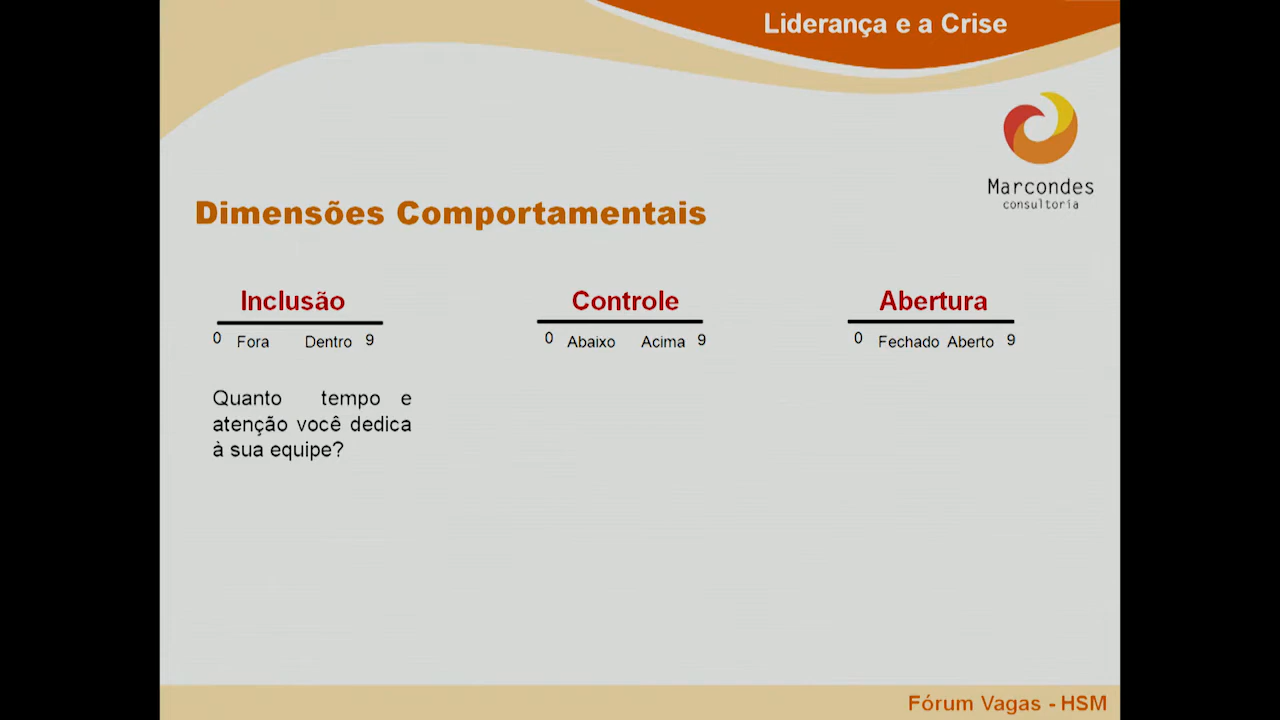 Liderança e a Crise
Marcondes
consultoria
Dimensões Comportamentais
Inclusão
0 Fora Dentro 9
Quanto tempo e
atenção você dedica
à sua equipe?
Controle
0 Abaixo Acima 9
Abertura
0 Fechado Aberto 9
Fórum Vagas - HSM